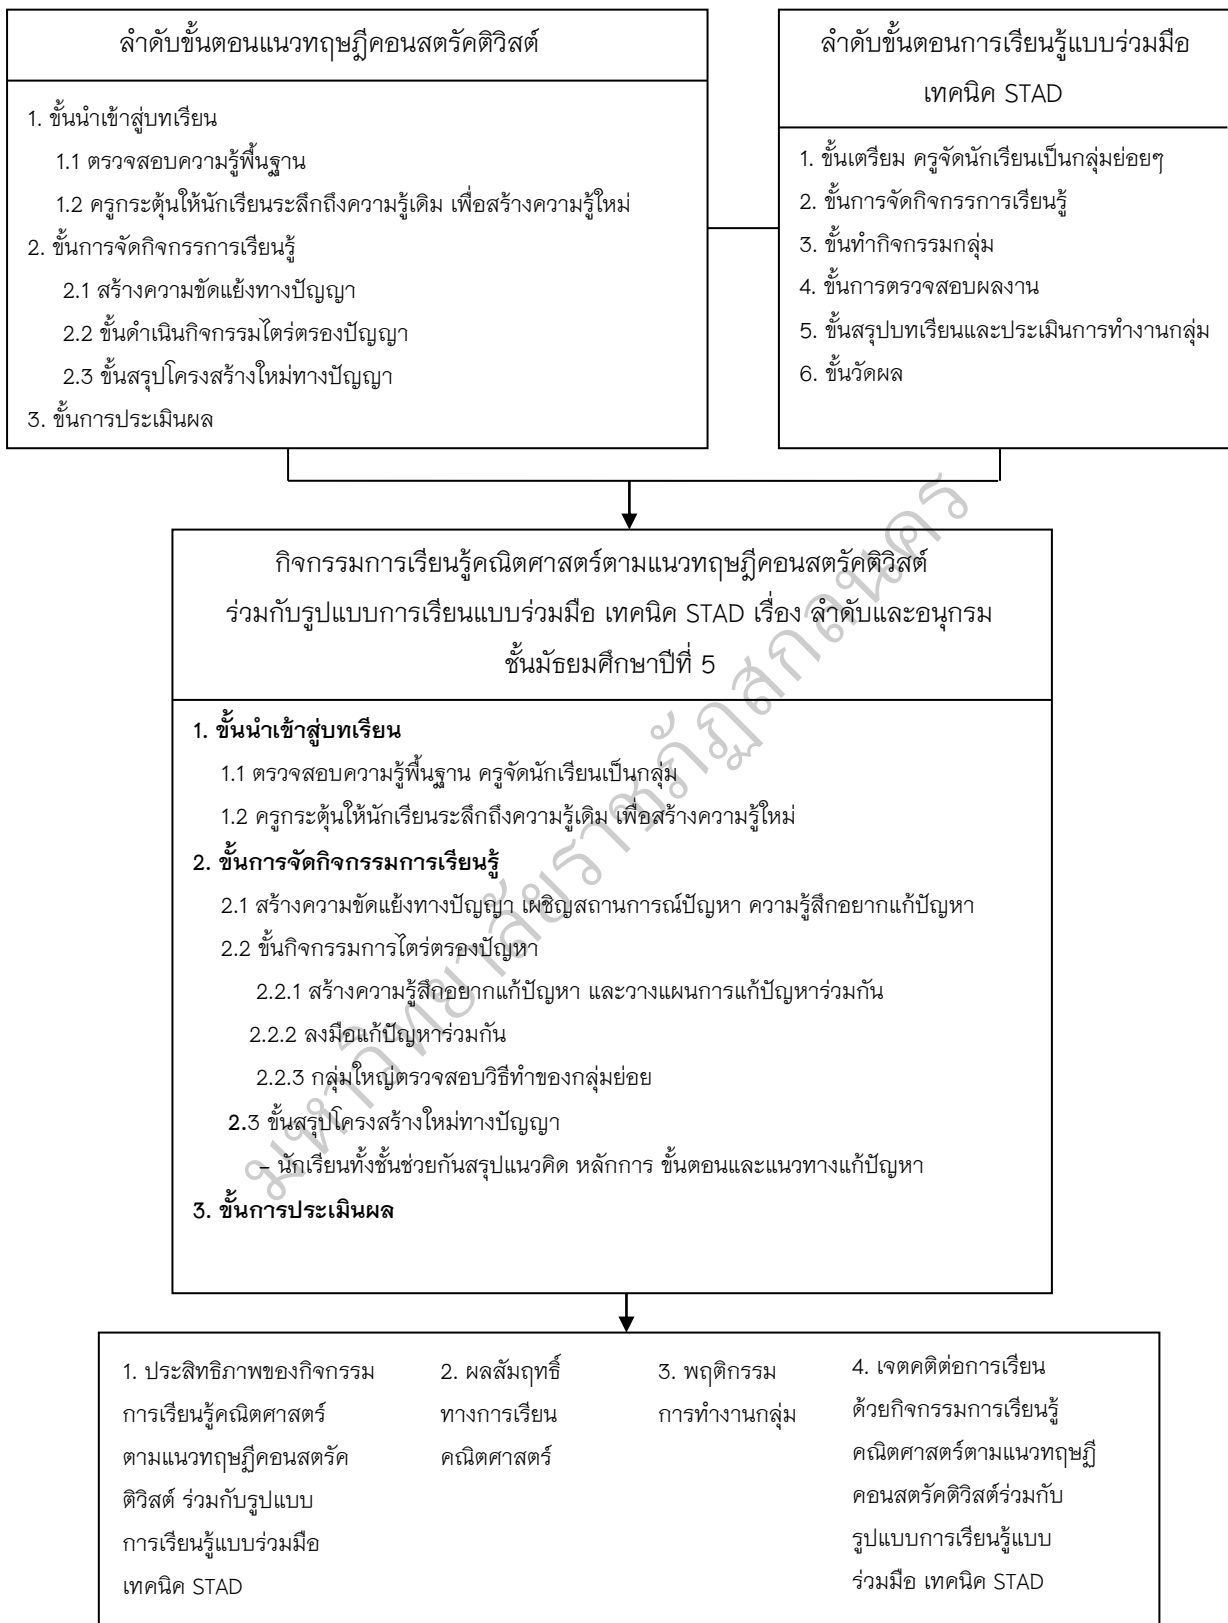 ลำดับขั้นตอนแนวทฤษฎีคอนสตรัคติวิสต์
1. ขั้นนำเข้าสู่บทเรียน
1.1 ตรวจสอบความรู้พื้นฐาน
1.2 ครูกระตุ้นให้นักเรียนระลึกถึงความรู้เดิม เพื่อสร้างความรู้ใหม่
2. ขั้นการจัดกิจกรรการเรียนรู้
2.1 สร้างความขัดแย้งทางปัญญา
2.2 ขั้นดำเนินกิจกรรมไตร่ตรองปัญญา
2.3 ขั้นสรุปโครงสร้างใหม่ทางปัญญา
3. ขั้นการประเมินผล
ลำดับขั้นตอนการเรียนรู้แบบร่วมมือ
เทคนิค STAD
1. ขั้นเตรียม ครูจัดนักเรียนเป็นกลุ่มย่อยๆ
2. ขั้นการจัดกิจกรรการเรียนรู้
3. ขั้นทำกิจกรรมกลุ่ม
4. ขั้นการตรวจสอบผลงาน
5. ขั้นสรุปบทเรียนและประเมินการทำงานกลุ่ม
6. ขั้นวัดผล
กิจกรรมการเรียนรู้คณิตศาสตร์ตามแนวทฤษฎีคอนสตรัคติวิสต์
ร่วมกับรูปแบบการเรียนแบบร่วมมือ เทคนิค STAD เรื่อง ลำดับและอนุกรม
ชั้นมัธยมศึกษาปีที่ 5
1. ขั้นนำเข้าสู่บทเรียน
1.1 ตรวจสอบความรู้พื้นฐาน ครูจัดนักเรียนเป็นกลุ่ม
1.2 ครูกระตุ้นให้นักเรียนระลึกถึงความรู้เดิม เพื่อสร้างความรู้ใหม่
2. ขั้นการจัดกิจกรรมการเรียนรู้
2.1 สร้างความขัดแย้งทางปัญญา เผชิญสถานการณ์ปัญหา ความรู้สึกอยากแก้ปัญหา
2.2 ขั้นกิจกรรมการไตร่ตรองปัญหา
2.2.1 สร้างความรู้สึกอยากแก้ปัญหา และวางแผนการแก้ปัญหาร่วมกัน
2.2.2 ลงมือแก้ปัญหาร่วมกัน
2.2.3 กลุ่มใหญ่ตรวจสอบวิธีทำของกลุ่มย่อย
2.3 ขั้นสรุปโครงสร้างใหม่ทางปัญญา
– นักเรียนทั้งชั้นช่วยกันสรุปแนวคิด หลักการ ขั้นตอนและแนวทางแก้ปัญหา
3. ขั้นการประเมินผล
มหาวิทยาลัยราชภัฏสกลนคร
1. ประสิทธิภาพของกิจกรรม
การเรียนรู้คณิตศาสตร์
ตามแนวทฤษฏีคอนสตรัค
ติวิสต์ ร่วมกับรูปแบบ
การเรียนรู้แบบร่วมมือ
เทคนิค STAD
2. ผลสัมฤทธิ์
ทางการเรียน
คณิตศาสตร์
3. พฤติกรรม
การทำงานกลุ่ม
4. เจตคติต่อการเรียน
ด้วยกิจกรรมการเรียนรู้
คณิตศาสตร์ตามแนวทฤษฏี
คอนสตรัคติวิสต์ร่วมกับ
รูปแบบการเรียนรู้แบบ
ร่วมมือ เทคนิค STAD